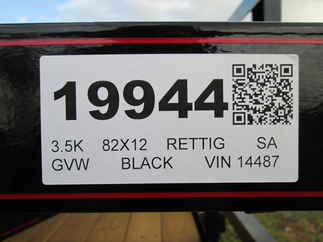 19944
3.5K 82X12 RETTIG SA
GVW BLACK VIN 14487